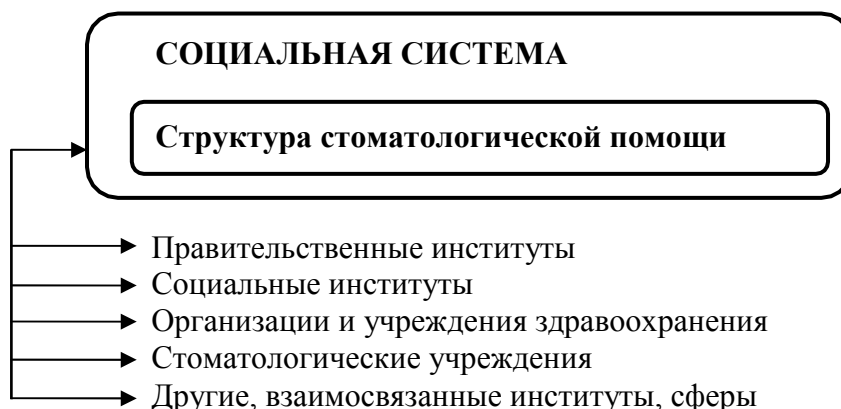 СОЦИАЛЬНАЯ СИСТЕМА
Структура стоматологической помощи
Правительственные институты
Социальные институты
Организации и учреждения здравоохранения
Стоматологические учреждения
Другие, взаимосвязанные институты, сферы